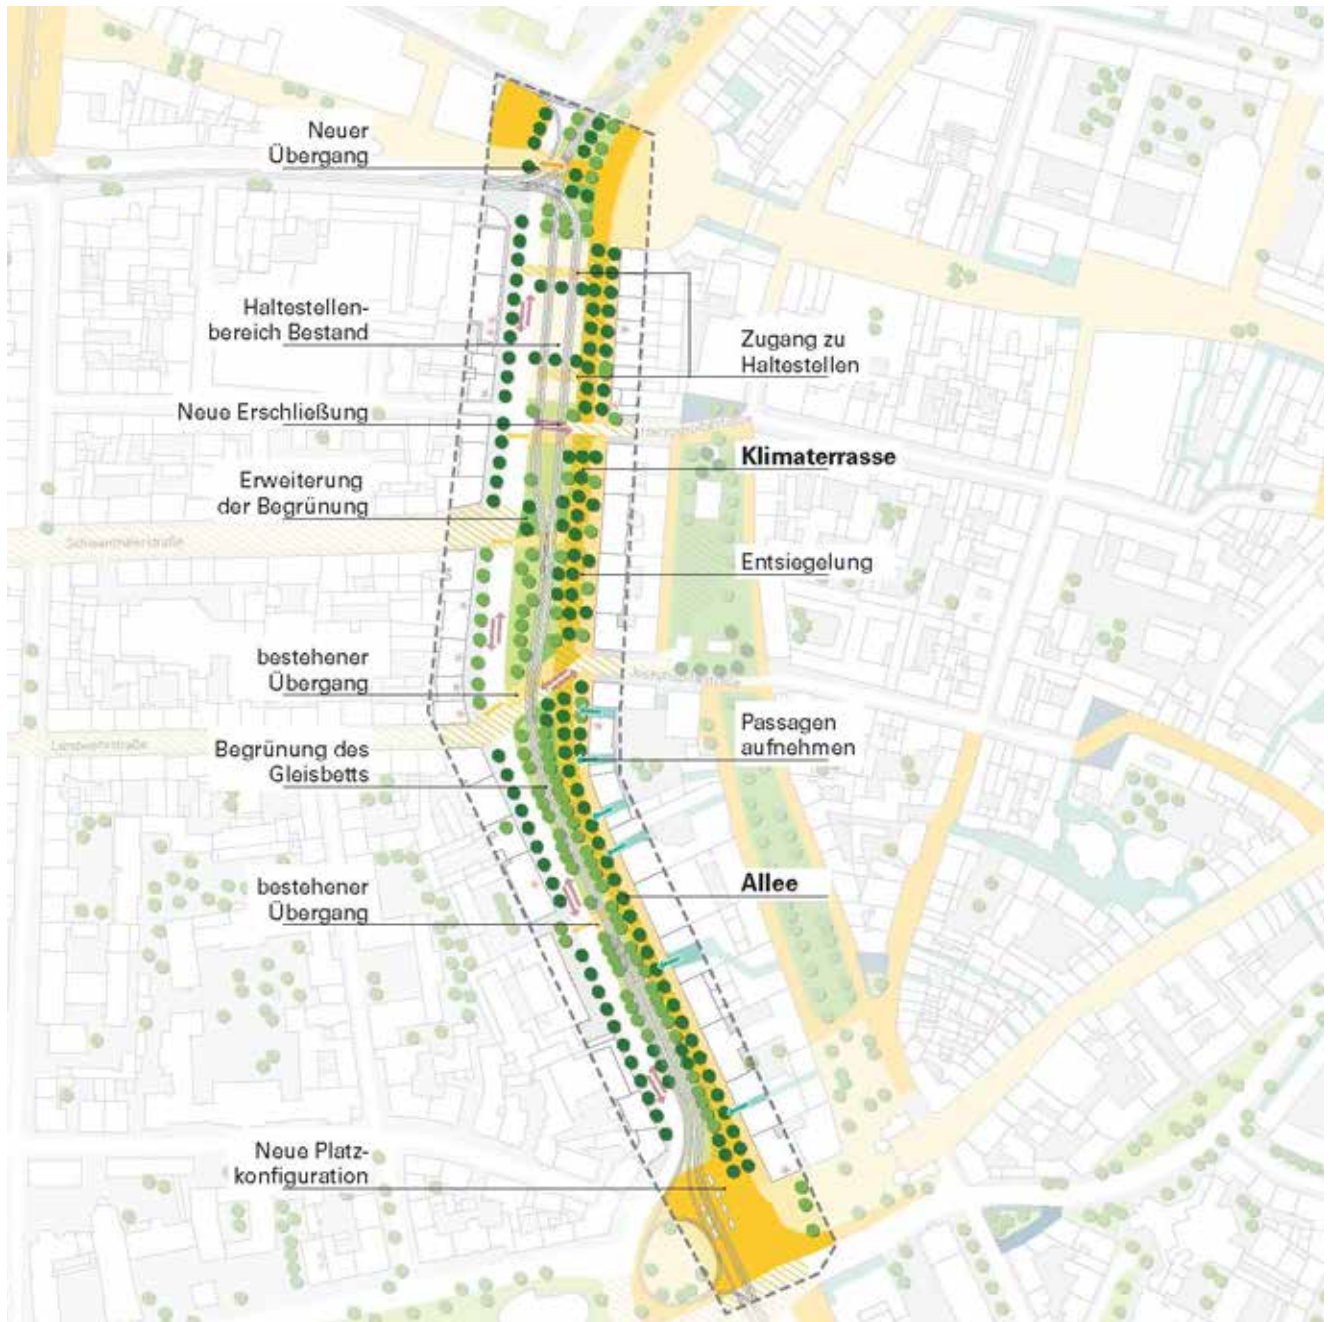 Neuer
Übergang
Haltestellen-
bereich Bestand
Zugang zu
Haltestellen
Neue Erschließung
Klimaterrasse
Erweiterung
der Begrünung
Schwanthalerstraße
Entsiegelung
bestehener
Übergang
Landwehrstraße
Passagen
aufnehmen
Begrünung des
Gleisbetts
bestehener
Übergang
Allee
Neue Platz-
konfiguration